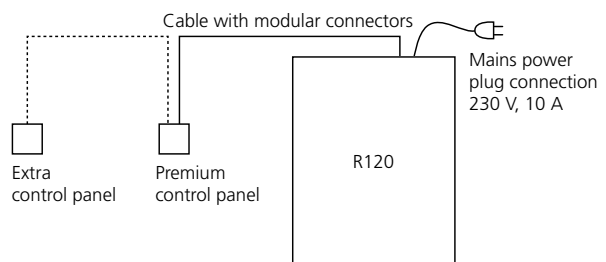 Cable with modular connectors
Mains power
plug connection
230 V, 10 A
R120
Extra
control panel
Premium
control panel